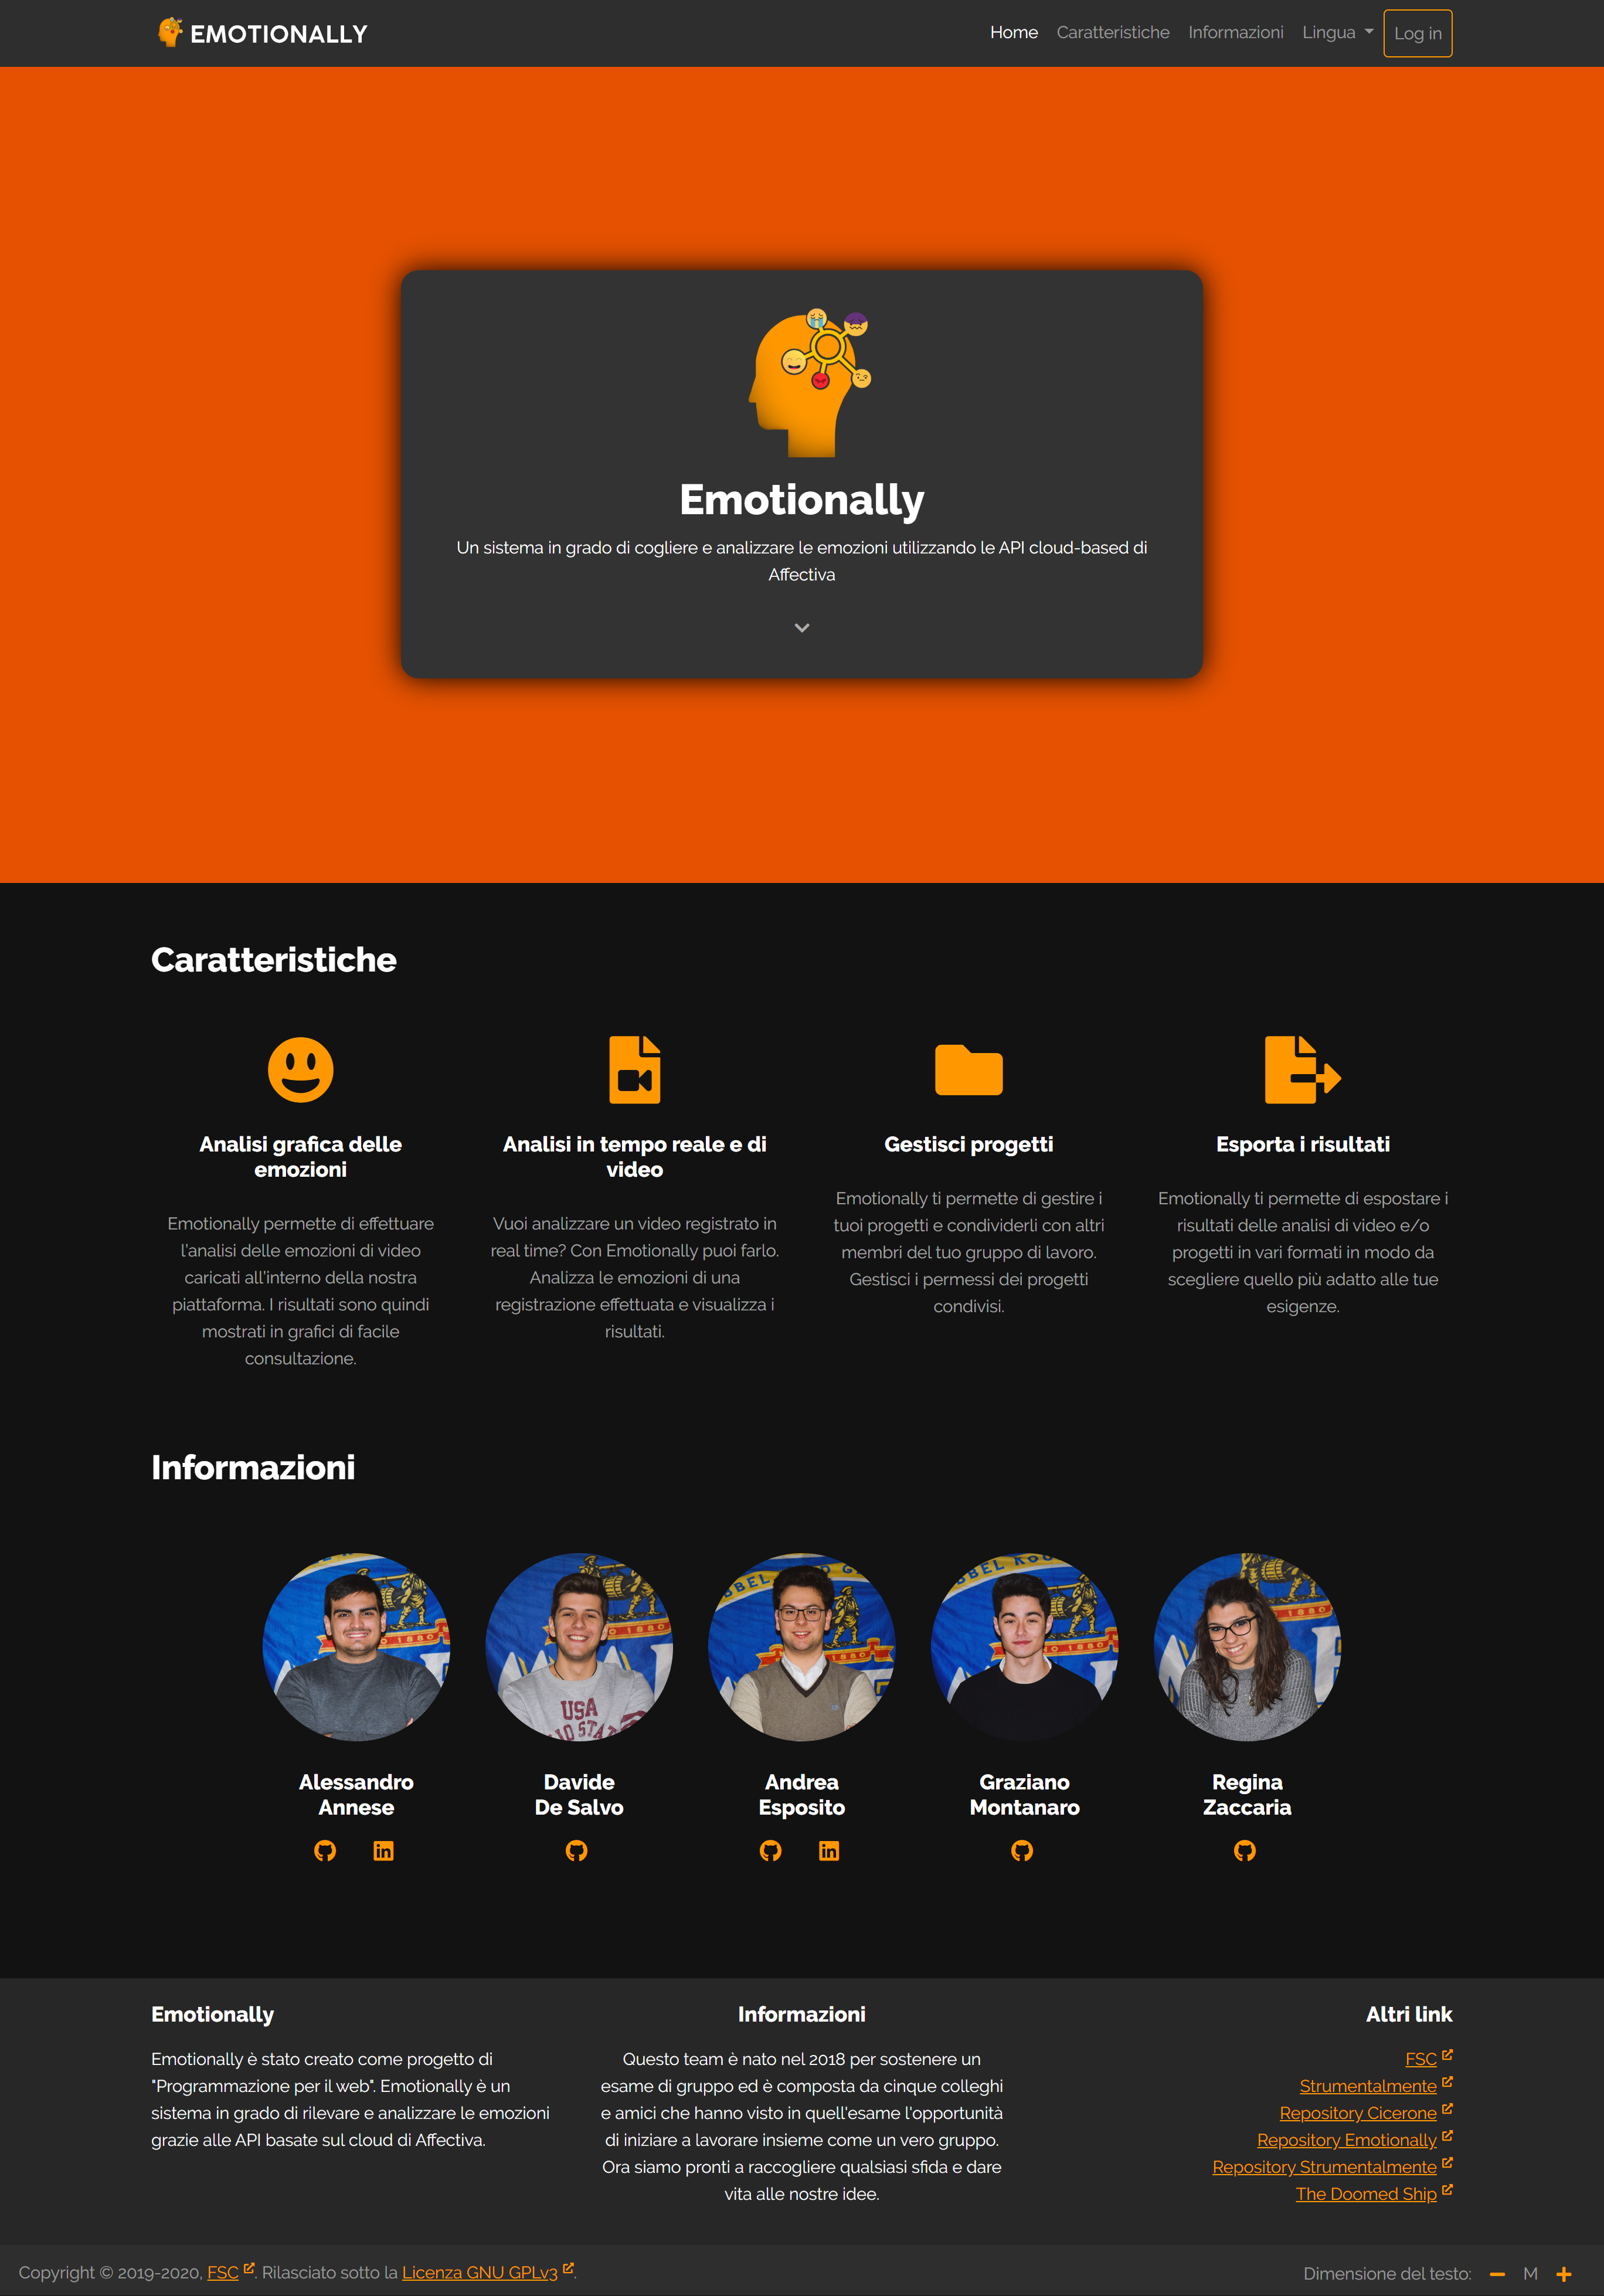 EMOTIONALLY
Home Caratteristiche Informazioni Lingua Log in
Emotionally
Un sistema in grado di cogliere e analizzare le emozioni utilizzando le API cloud-based di
Affectiva
Caratteristiche
Analisi grafica delle
emozioni
Emotionally permette di effettuare
l'analisi delle emozioni di video
caricati all'interno della nostra
piattaforma. I risultati sono quindi
mostrati in grafici di facile
consultazione.
Analisi in tempo reale e di
video
Vuoi analizzare un video registrato in
real time? Con Emotionally puoi farlo.
Analizza le emozioni di una
registrazione effettuata e visualizza i
risultati.
Gestisci progetti
Emotionally ti permette di gestire i
tuoi progetti e condividerli con altri
membri del tuo gruppo di lavoro.
Gestisci i permessi dei progetti
condivisi.
Esporta i risultati
Emotionally ti permette di espostare i
risultati delle analisi di video e/o
progetti in vari formati in modo da
scegliere quello più adatto alle tue
esigenze.
Informazioni
1880
USA
1880
Alessandro
Annese
Davide
De Salvo
Andrea
Esposito
Graziano
Montanaro
Regina
Zaccaria
Emotionally
Emotionally è stato creato come progetto di
"Programmazione per il web". Emotionally è un
sistema in grado di rilevare e analizzare le emozioni
grazie alle API basate sul cloud di Affectiva.
Informazioni
Questo team è nato nel 2018 per sostenere un
esame di gruppo ed è composta da cinque colleghi
e amici che hanno visto in quell'esame l'opportunità
di iniziare a lavorare insieme come un vero gruppo.
Ora siamo pronti a raccogliere qualsiasi sfida e dare
vita alle nostre idee.
Altri link
FSC
Strumentalmente
Repository Cicerone
Repository Emotionally
Repository Strumentalmente
The Doomed Ship
Copyright © 2019-2020, FSC. Rilasciato sotto la Licenza GNU GPLv3.
Dimensione del testo: M